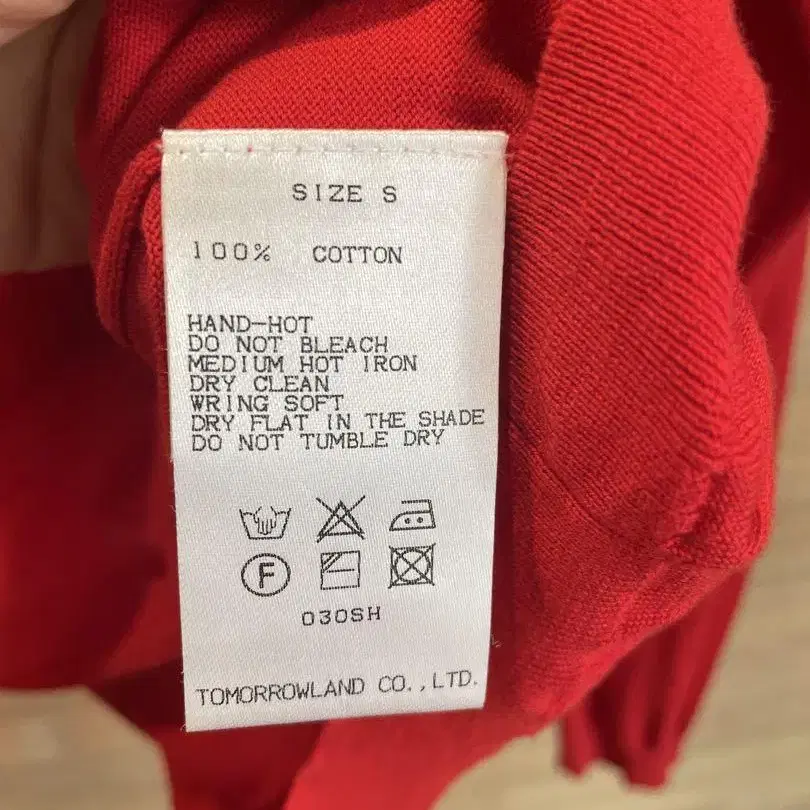 SIZE S
100% COTTON
HAND-HOT
DO NOT BLEACH
MEDIUM HOT IRON
DRY CLEAN
WRING SOFT
DRY FLAT IN THE SHADE
DO NOT TUMBLE DRY
F
030SH
TOMORROWLAND CO.,LTD.